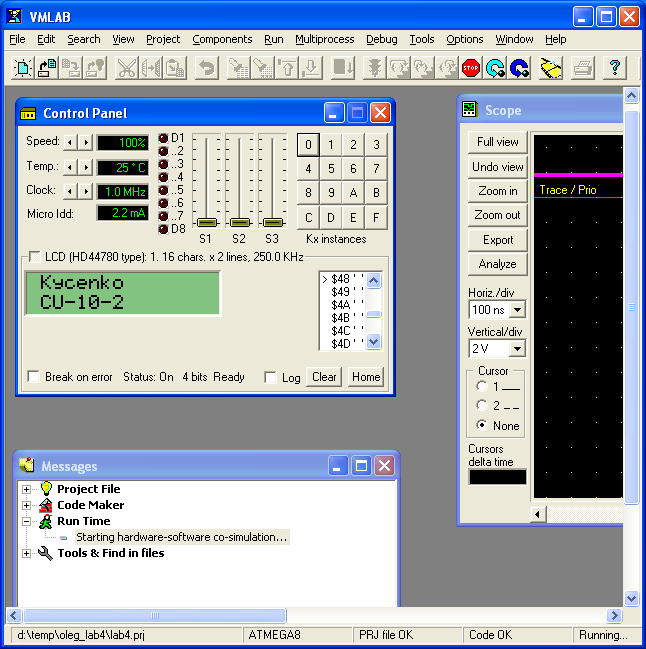 VMLAB
File Edit Search View Project Components Run Multiprocess Debug Tools Options Window Help
STOP
Control Panel
Speed: 100%
Temp.: 25 ° C
Clock: 1.0 MHz
Micro Idd: 2.2 mA
D1
..2
..3
..4
..5
..6
..7
D8
S1 S2 S3
0 1 2 3
4 5 6 7
8 9 A B
C D E F
Kx instances
LCD (HD44780 type): 1. 16 chars. x 2 lines, 250.0 KHz
Kycenko
CU-10-2
> $48 ' '
$49 ' '
$4A ' '
$4B ' '
$4C ' '
$4D ' '
Break on error Status: On 4 bits Ready Log Clear Home
Scope
Full view
Undo view
Zoom in
Zoom out
Export
Analyze
Horiz./div
100 ns
Vertical/div
2 V
Cursor
1 ___
2 _ _
None
Cursors
delta time
Trace / Prio
Messages
Project File
Code Maker
Run Time
Starting hardware-software co-simulation...
Tools & Find in files
d:\temp\oleg_lab4\lab4.prj ATMEGA8 PRJ file OK Code OK Running...